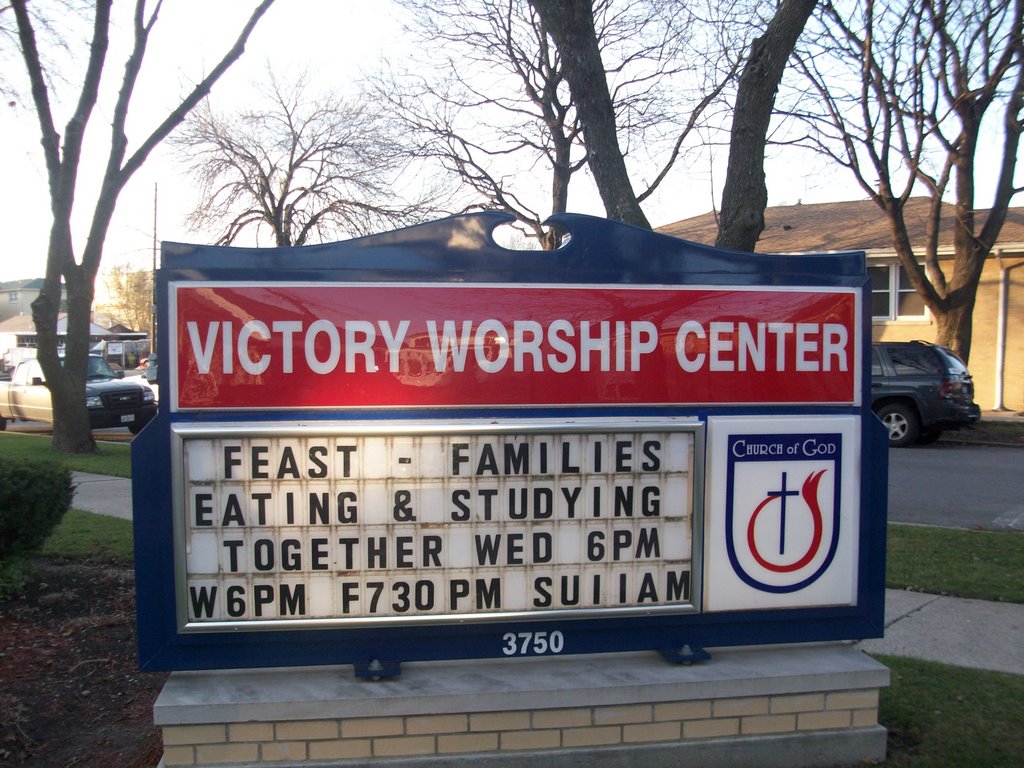 VICTORY WORSHIP CENTER
FEAST - FAMILIES
EATING & STUDYING
TOGETHER WED 6PM
W6PM F730PM SU11AM
CHURCH OF GOD
3750